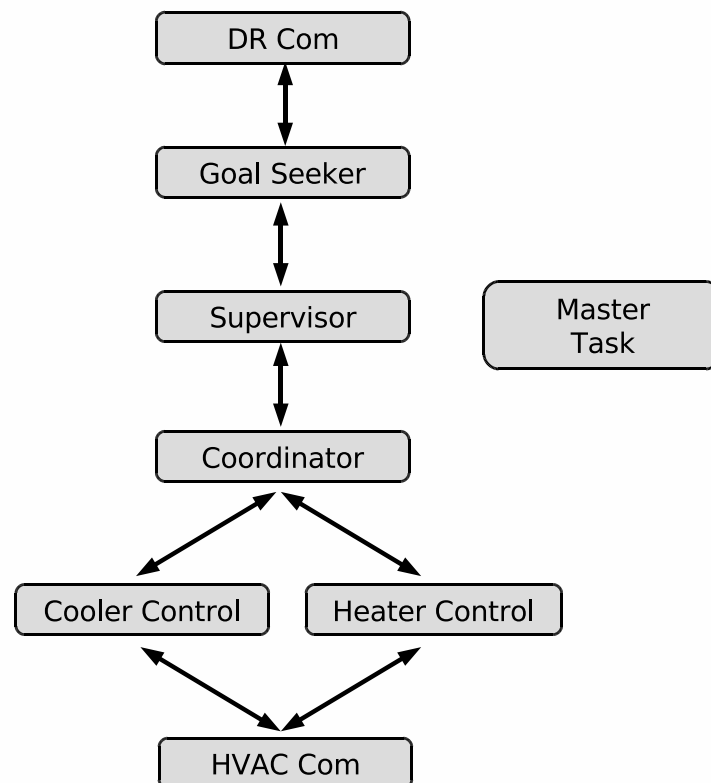 DR Com
Goal Seeker
Supervisor
Master
Task
Coordinator
Cooler Control
Heater Control
HVAC Com